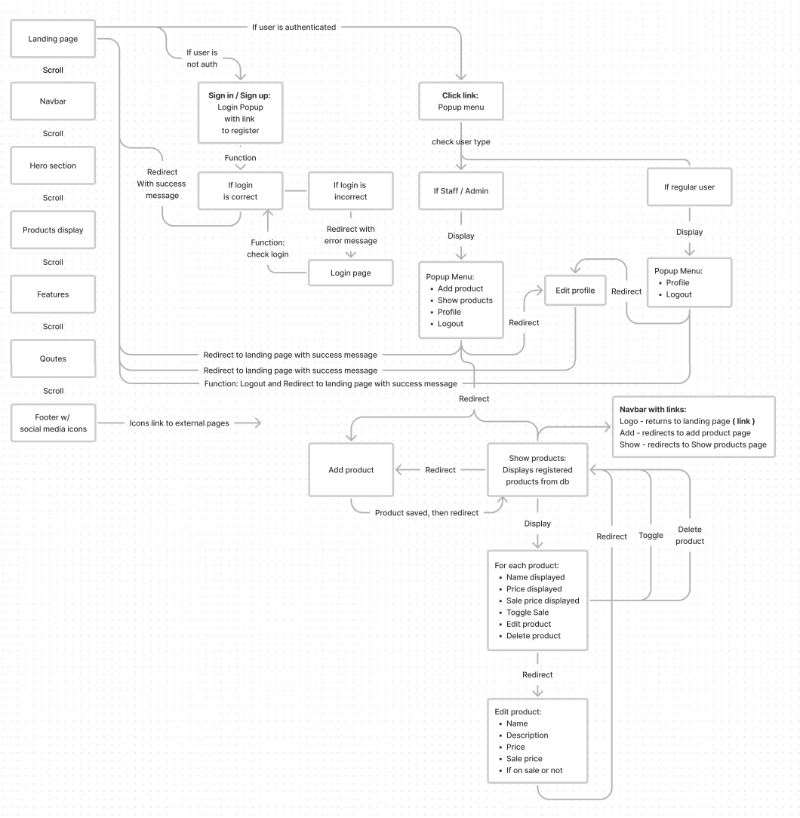 Landing page
If user is authenticated
If user is
not auth
Scroll
Navbar
Sign in / Sign up:
Login Popup
with link
to register
Click link:
Popup menu
Scroll
check user type
Function
Hero section
Redirect
With success
message
If login
is correct
If login is
incorrect
If Staff / Admin
If regular user
Scroll
Products display
Function:
check login
Redirect with
error message
Display
Display
Scroll
Login page
Features
Popup Menu:
• Add product
• Show products
• Profile
• Logout
Edit profile
Redirect
Popup Menu:
• Profile
• Logout
Redirect
Scroll
Qoutes
Redirect to landing page with success message
Redirect to landing page with success message
Function: Logout and Redirect to landing page with success message
Scroll
Redirect
Footer w/
social media icons
Icons link to external pages
Navbar with links:
Logo - returns to landing page ( link )
Add - redirects to add product page
Show - redirects to Show products page
Add product
Redirect
Show products:
Displays registered
products from db
Product saved, then redirect
Display
Redirect
Toggle
Delete
product
For each product:
• Name displayed
• Price displayed
• Sale price displayed
• Toggle Sale
• Edit product
• Delete product
Redirect
Edit product:
• Name
• Description
• Price
• Sale price
• If on sale or not